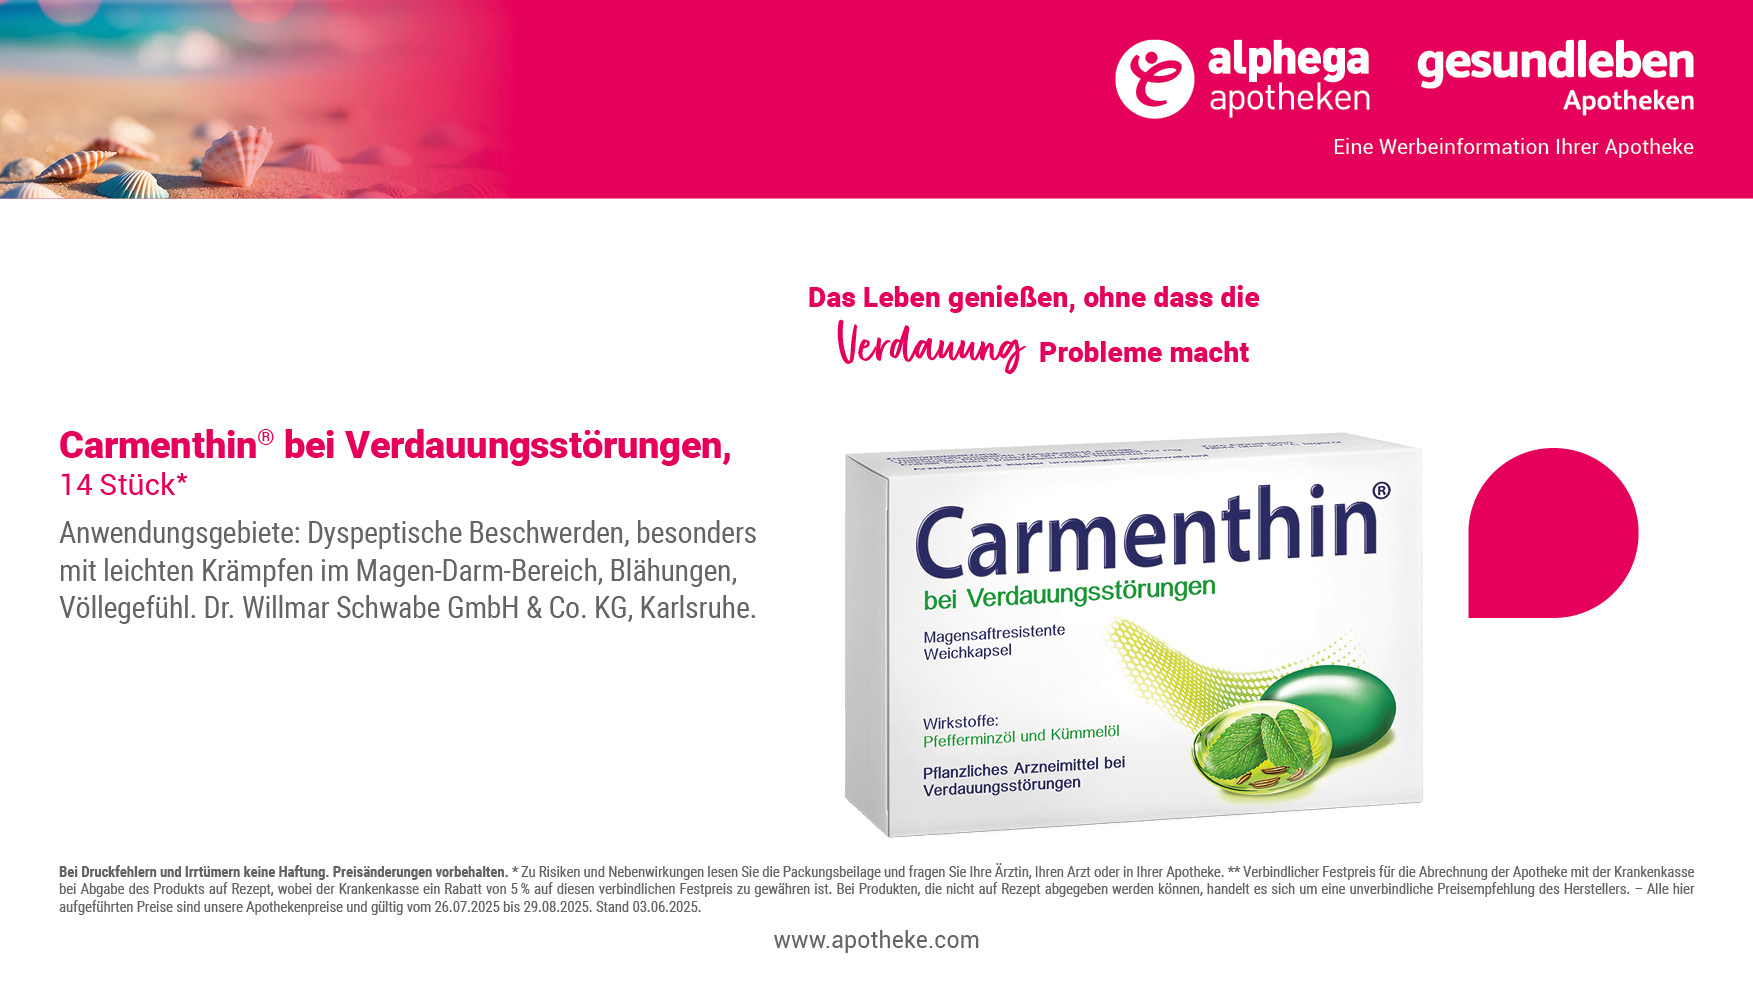 alphega
apotheken
gesundleben
Apotheken
Eine Werbeinformation Ihrer Apotheke
Das Leben genießen, ohne dass die
Verdauung Probleme macht
Carmenthin® bei Verdauungsstörungen,
14 Stück*
Anwendungsgebiete: Dyspeptische Beschwerden, besonders
mit leichten Krämpfen im Magen-Darm-Bereich, Blähungen,
Völlegefühl. Dr. Willmar Schwabe GmbH & Co. KG, Karlsruhe.
Arzneimittel für Kinder unzugänglich aufbewahren!
Carmenthin®
bei Verdauungsstörungen
Magensaftresistente
Weichkapsel
Wirkstoffe:
Pfefferminzöl und Kümmelöl
Pflanzliches Arzneimittel bei
Verdauungsstörungen
Bei Druckfehlern und Irrtümern keine Haftung. Preisänderungen vorbehalten. * Zu Risiken und Nebenwirkungen lesen Sie die Packungsbeilage und fragen Sie Ihre Ärztin, Ihren Arzt oder in Ihrer Apotheke. ** Verbindlicher Festpreis für die Abrechnung der Apotheke mit der Krankenkasse
bei Abgabe des Produkts auf Rezept, wobei der Krankenkasse ein Rabatt von 5 % auf diesen verbindlichen Festpreis zu gewähren ist. Bei Produkten, die nicht auf Rezept abgegeben werden können, handelt es sich um eine unverbindliche Preisempfehlung des Herstellers. – Alle hier
aufgeführten Preise sind unsere Apothekenpreise und gültig vom 26.07.2025 bis 29.08.2025. Stand 03.06.2025.
www.apotheke.com